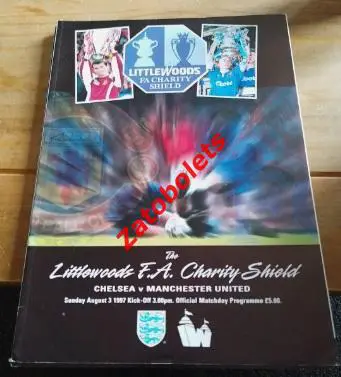 LITTLEWOODS
FA CHARITY
SHIELD
Zatobolets
The
Littlewoods F.A. Charity Shield
CHELSEA v MANCHESTER UNITED
Sunday August 3 1997 Kick-Off 3.00pm. Official Matchday Programme £5.00.